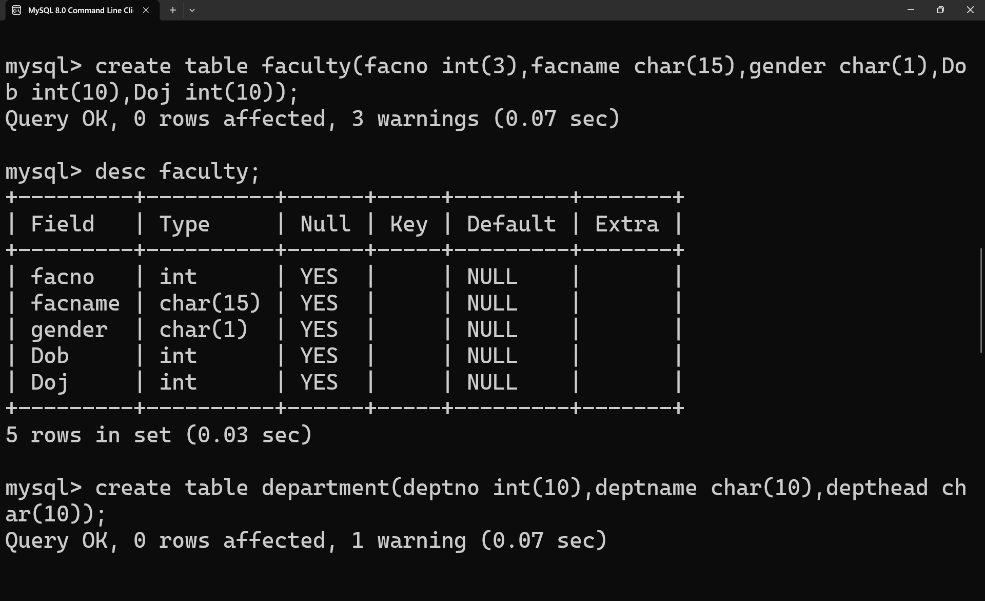 MySQL 8.0 Command Line Cli
mysql> create table faculty(facno int(3),facname char(15),gender char(1),Do
b int(10),Doj int(10));
Query OK, 0 rows affected, 3 warnings (0.07 sec)
mysql> desc faculty;
+---------+----------+------+-----+---------+-------+
| Field   | Type     | Null | Key | Default | Extra |
+---------+----------+------+-----+---------+-------+
| facno   | int      | YES  |     | NULL    |       |
| facname | char(15) | YES  |     | NULL    |       |
| gender  | char(1)  | YES  |     | NULL    |       |
| Dob     | int      | YES  |     | NULL    |       |
| Doj     | int      | YES  |     | NULL    |       |
+---------+----------+------+-----+---------+-------+
5 rows in set (0.03 sec)
mysql> create table department(deptno int(10),deptname char(10),depthead ch
ar(10));
Query OK, 0 rows affected, 1 warning (0.07 sec)